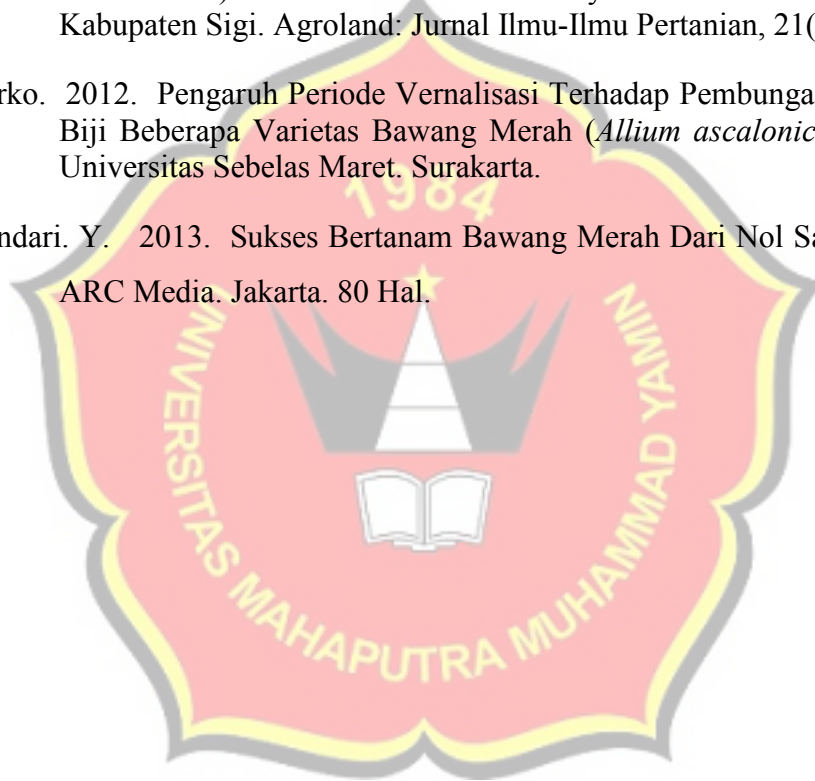 Kabupaten Sigi. Agroland: Jurnal Ilmu-Ilmu Pertanian, 21(
rko. 2012. Pengaruh Periode Vernalisasi Terhadap Pembunga
Biji Beberapa Varietas Bawang Merah (Allium ascalonic
Universitas Sebelas Maret. Surakarta.
1984
ndari. Y. 2013. Sukses Bertanam Bawang Merah Dari Nol Sa
ARC Media. Jakarta. 80 Hal.
UNIVERSITAS MAHAPUTRA MUHAMMAD YAMIN